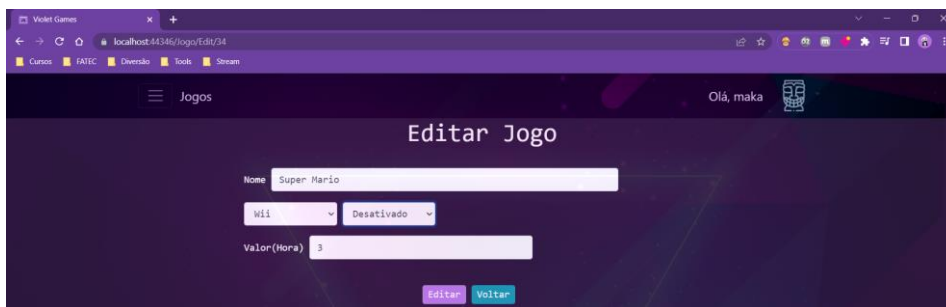 Violet Games
localhost:44346/Jogo/Edit/34
Cursos FATEC Diversão Tools Stream
Jogos Olá, maka
Editar Jogo
Nome Super Mario
Wii Desativado
Valor(Hora) 3
Editar Voltar